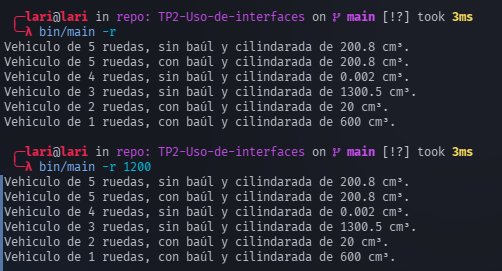 ╭─lari@lari in repo: TP2-Uso-de-interfaces on main [!?] took 3ms
╰─λ bin/main -r
Vehiculo de 5 ruedas, sin baúl y cilindarada de 200.8 cm³.
Vehiculo de 5 ruedas, con baúl y cilindarada de 200.8 cm³.
Vehiculo de 4 ruedas, sin baúl y cilindarada de 0.002 cm³.
Vehiculo de 3 ruedas, con baúl y cilindarada de 1300.5 cm³.
Vehiculo de 2 ruedas, con baúl y cilindarada de 20 cm³.
Vehiculo de 1 ruedas, con baúl y cilindarada de 600 cm³.
╭─lari@lari in repo: TP2-Uso-de-interfaces on main [!?] took 3ms
╰─λ bin/main -r 1200
Vehiculo de 5 ruedas, sin baúl y cilindarada de 200.8 cm³.
Vehiculo de 5 ruedas, con baúl y cilindarada de 200.8 cm³.
Vehiculo de 4 ruedas, sin baúl y cilindarada de 0.002 cm³.
Vehiculo de 3 ruedas, con baúl y cilindarada de 1300.5 cm³.
Vehiculo de 2 ruedas, con baúl y cilindarada de 20 cm³.
Vehiculo de 1 ruedas, con baúl y cilindarada de 600 cm³.